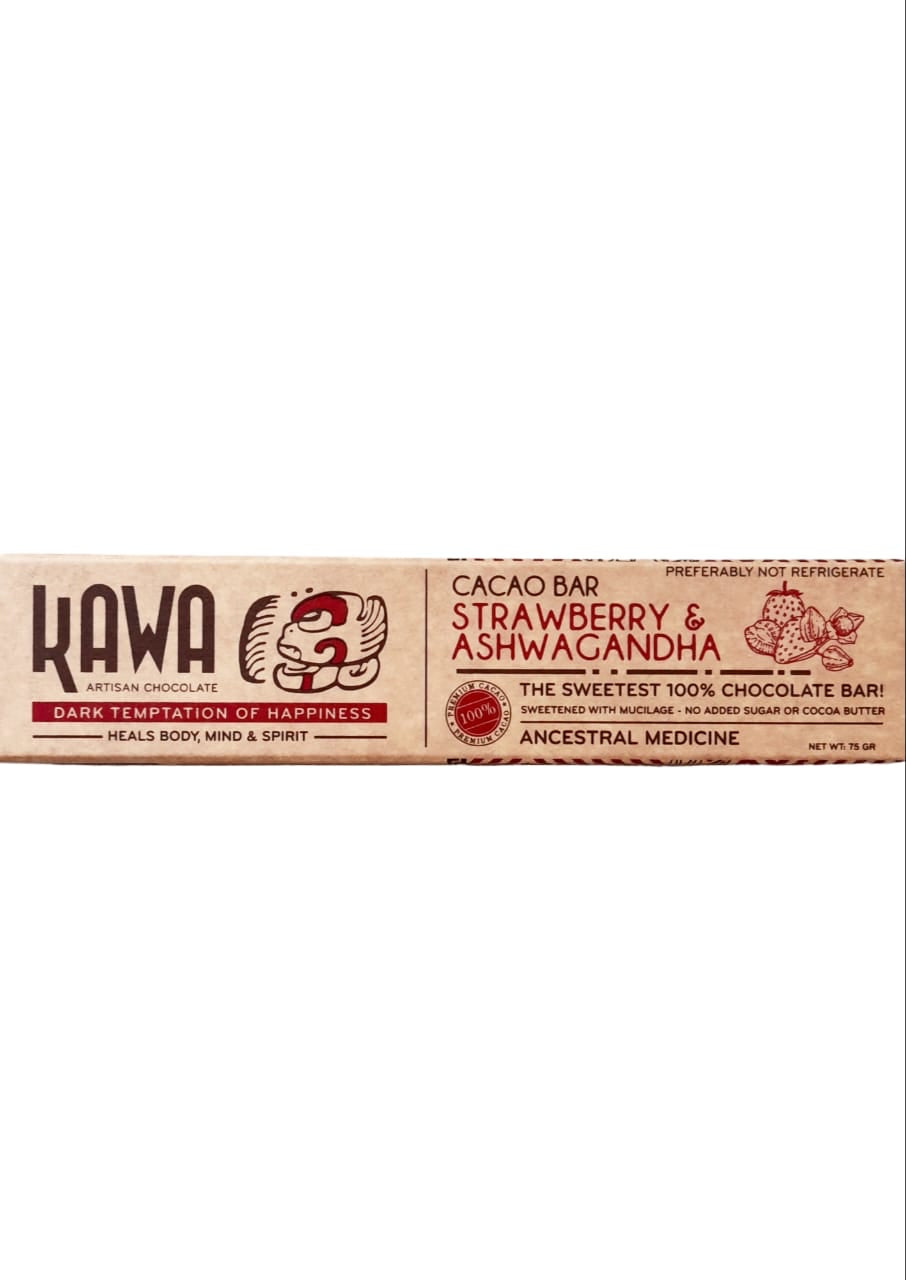 KAWA
ARTISAN CHOCOLATE
DARK TEMPTATION OF HAPPINESS
HEALS BODY, MIND & SPIRIT
PREFERABLY NOT REFRIGERATE
CACAO BAR
STRAWBERRY &
ASHWAGANDHA
PREMIUM CACAO
100%
PREMIUM CACAO
THE SWEETEST 100% CHOCOLATE BAR!
SWEETENED WITH MUCILAGE - NO ADDED SUGAR OR COCOA BUTTER
ANCESTRAL MEDICINE
NET WT: 75 GR